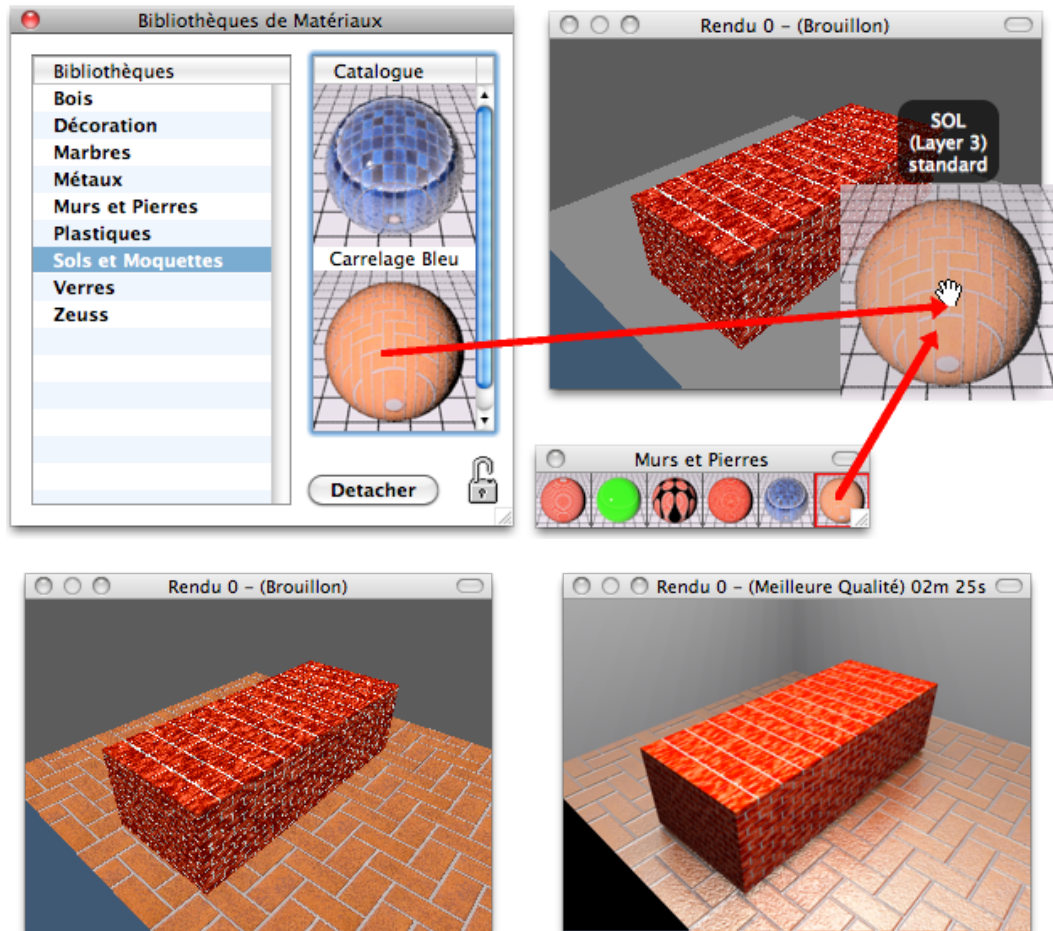 Bibliothèques de Matériaux
Bibliothèques
Bois
Décoration
Marbres
Métaux
Murs et Pierres
Plastiques
Sols et Moquettes
Verres
Zeuss
Catalogue
Carrelage Bleu
Detacher
Rendu 0 – (Brouillon)
SOL
(Layer 3)
standard
Murs et Pierres
Rendu 0 – (Brouillon)
Rendu 0 – (Meilleure Qualité) 02m 25s